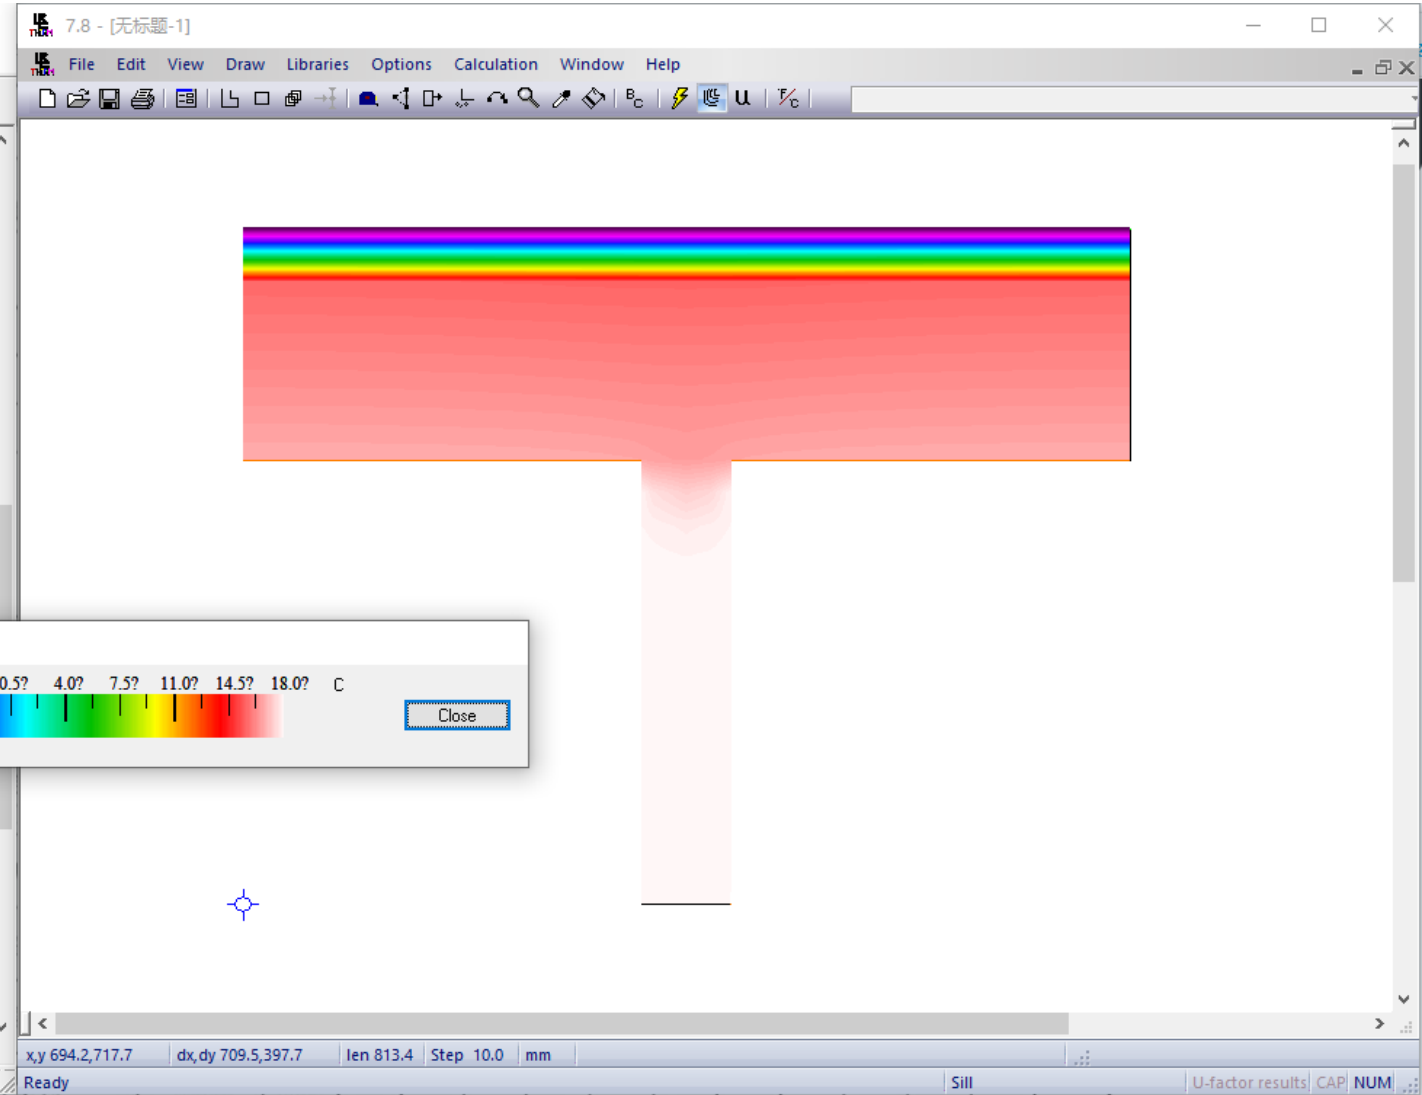 7.8 - [无标题-1]
File Edit View Draw Libraries Options Calculation Window Help
BC U F/C
0.5? 4.0? 7.5? 11.0? 14.5? 18.0? C
Close
x,y 694.2,717.7 dx,dy 709.5,397.7 len 813.4 Step 10.0 mm
Ready Sill U-factor results CAP NUM